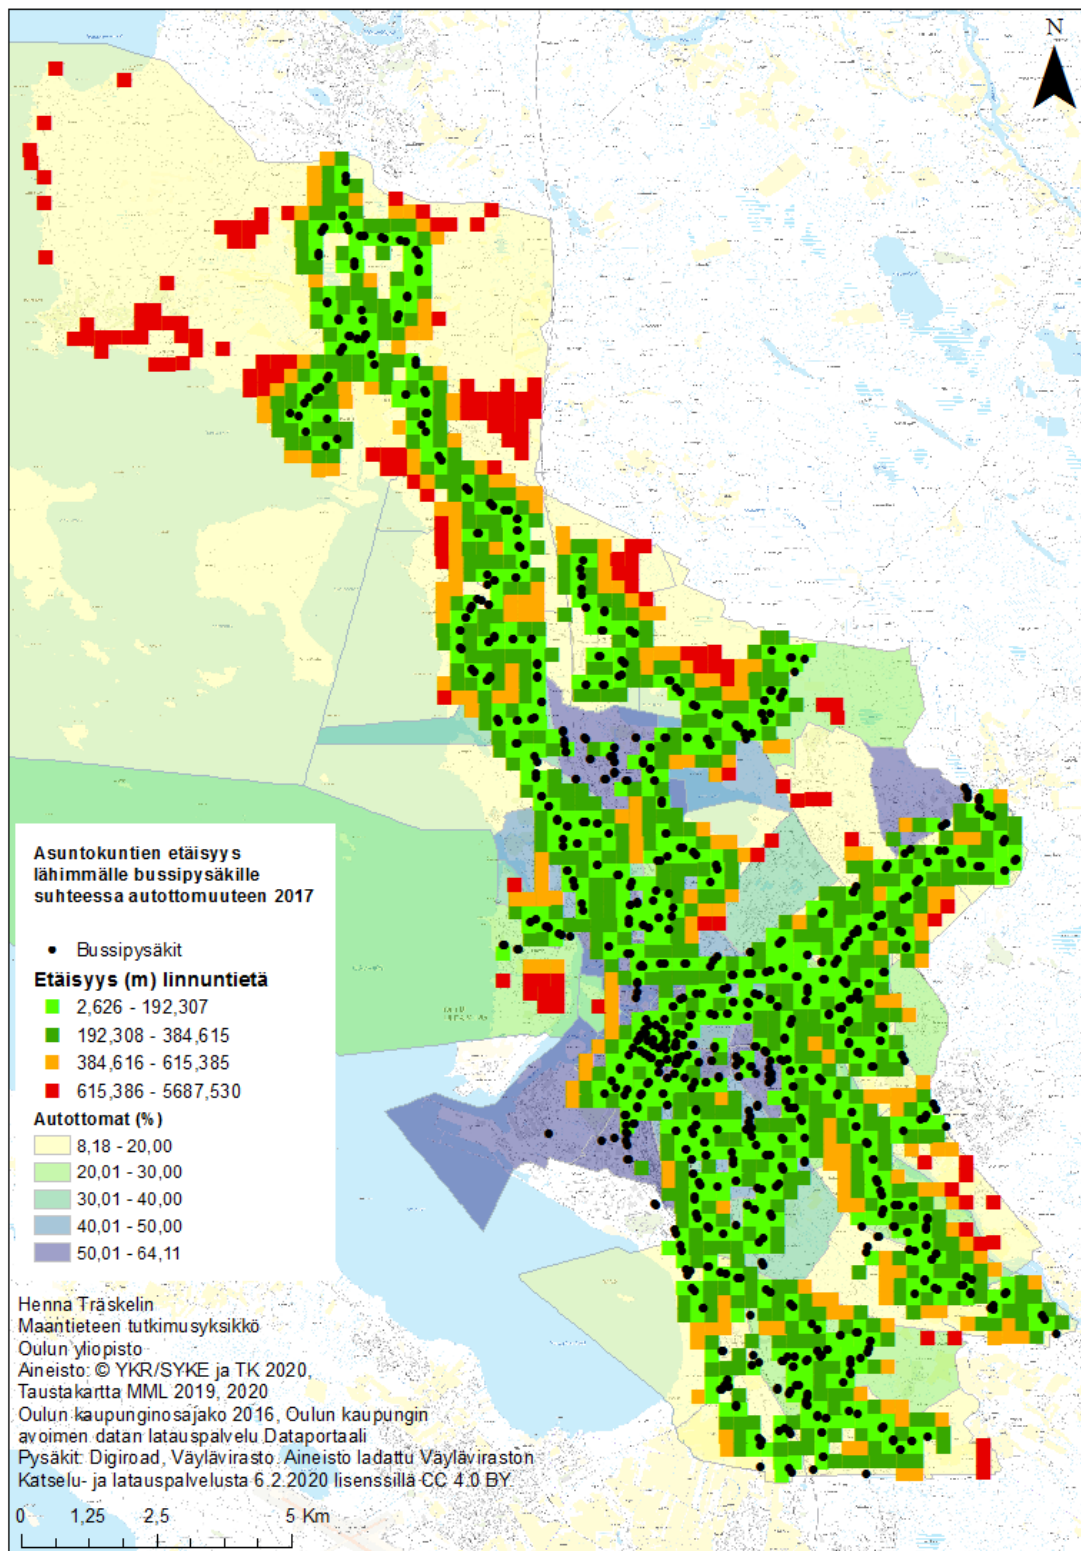 N
Asuntokuntien etäisyys
lähimmälle bussipysäkille
suhteessa autottomuuteen 2017
Bussipysäkit
Etäisyys (m) linnuntietä
2,626 - 192,307
192,308 - 384,615
384,616 - 615,385
615,386 - 5687,530
Autottomat (%)
8,18 - 20,00
20,01 - 30,00
30,01 - 40,00
40,01 - 50,00
50,01 - 64,11
Henna Träskelin
Maantieteen tutkimusyksikkö
Oulun yliopisto
Aineisto: © YKR/SYKE ja TK 2020,
Taustakartta MML 2019, 2020
Oulun kaupunginosajako 2016, Oulun kaupungin
avoimen datan latauspalvelu Dataportaali
Pysäkit: Digiroad, Väylävirasto. Aineisto ladattu Väyläviraston
Katselu- ja latauspalvelusta 6.2.2020 lisenssillä CC 4.0 BY.
0 1,25 2,5 5 Km